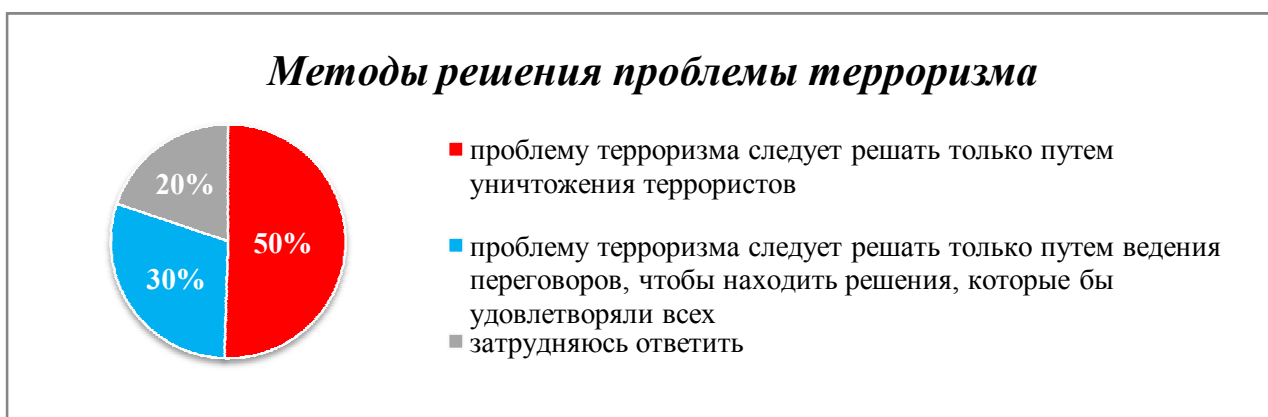 Методы решения проблемы терроризма
20%
50%
30%
проблему терроризма следует решать только путем
уничтожения террористов
проблему терроризма следует решать только путем ведения
переговоров, чтобы находить решения, которые бы
удовлетворяли всех
затрудняюсь ответить